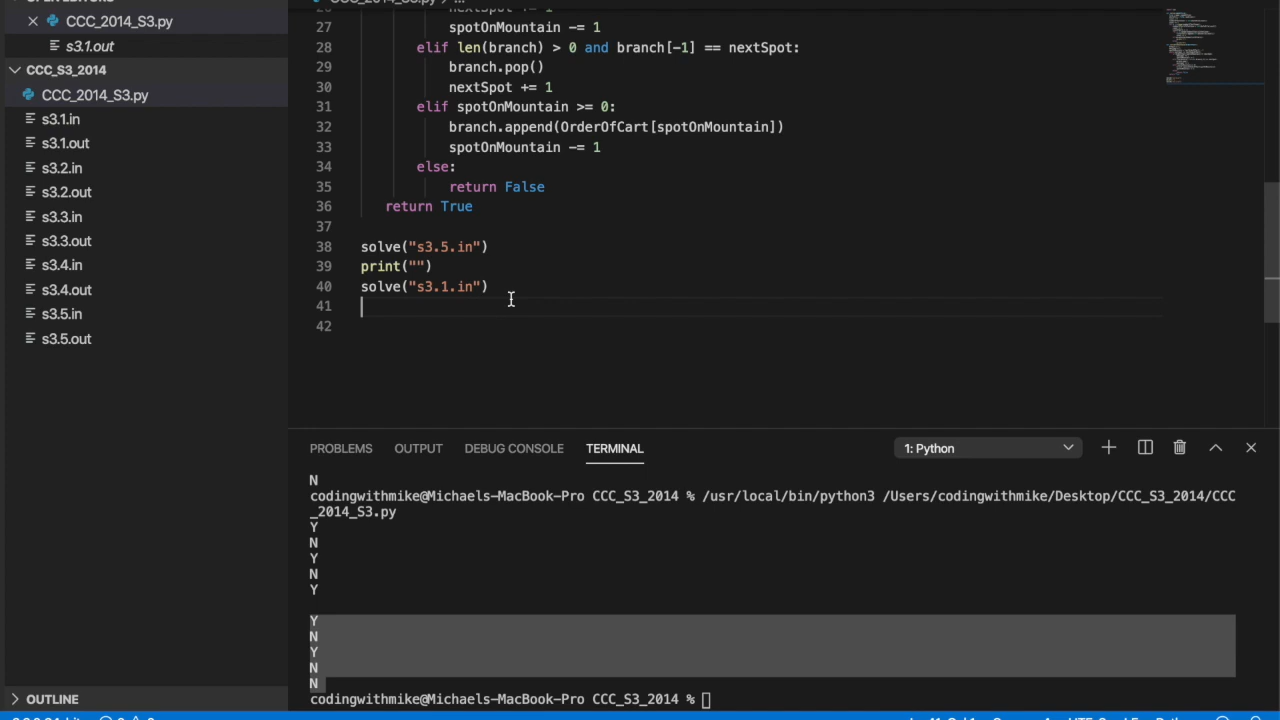 CCC_2014_S3.py
s3.1.out
CCC_S3_2014
CCC_2014_S3.py
s3.1.in
s3.1.out
s3.2.in
s3.2.out
s3.3.in
s3.3.out
s3.4.in
s3.4.out
s3.5.in
s3.5.out
OUTLINE
27 spotOnMountain -= 1
28 elif len(branch) > 0 and branch[-1] == nextSpot:
29 branch.pop()
30 nextSpot += 1
31 elif spotOnMountain >= 0:
32 branch.append(OrderOfCart[spotOnMountain])
33 spotOnMountain -= 1
34 else:
35 return False
36 return True
37
38 solve("s3.5.in")
39 print("")
40 solve("s3.1.in")
41
42
PROBLEMS OUTPUT DEBUG CONSOLE TERMINAL 1: Python
N
codingwithmike@Michaels-MacBook-Pro CCC_S3_2014 % /usr/local/bin/python3 /Users/codingwithmike/Desktop/CCC_S3_2014/CCC
_2014_S3.py
Y
N
Y
N
Y
Y
N
Y
N
N
codingwithmike@Michaels-MacBook-Pro CCC_S3_2014 %